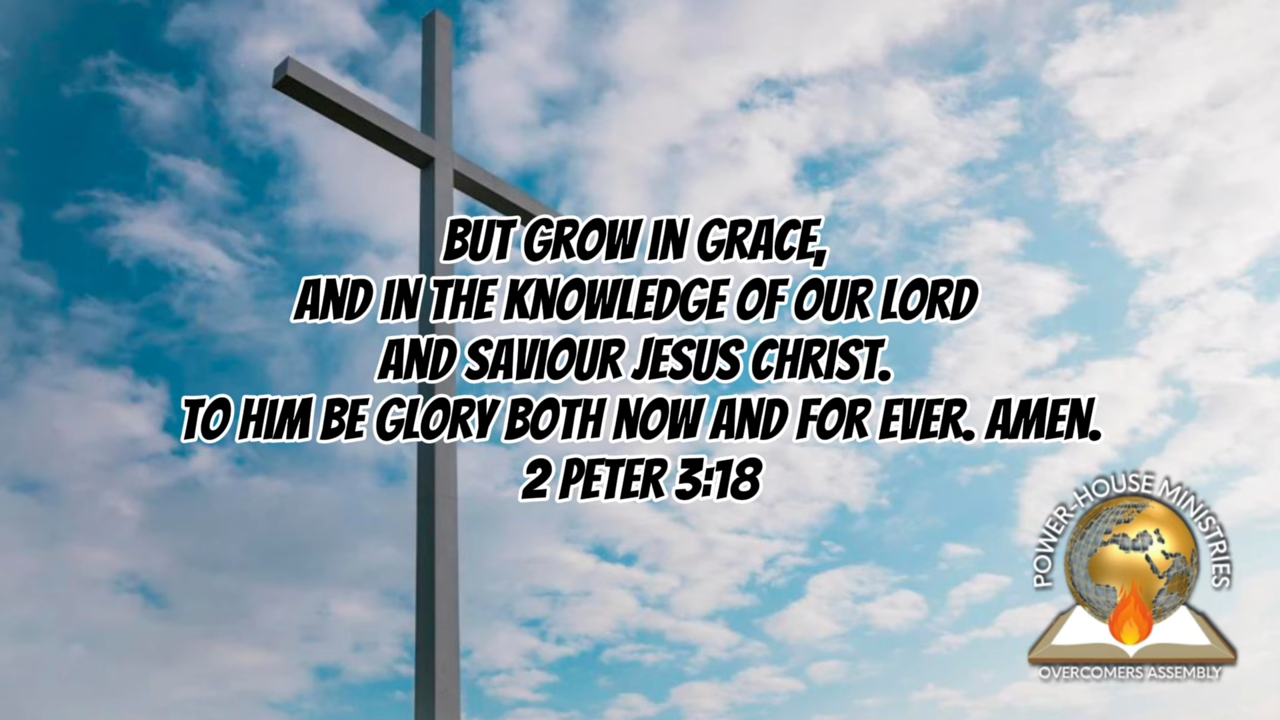 BUT GROW IN GRACE,
AND IN THE KNOWLEDGE OF OUR LORD
AND SAVIOUR JESUS CHRIST.
TO HIM BE GLORY BOTH NOW AND FOR EVER. AMEN.
2 PETER 3:18
POWER-HOUSE MINISTRIES
OVERCOMERS ASSEMBLY